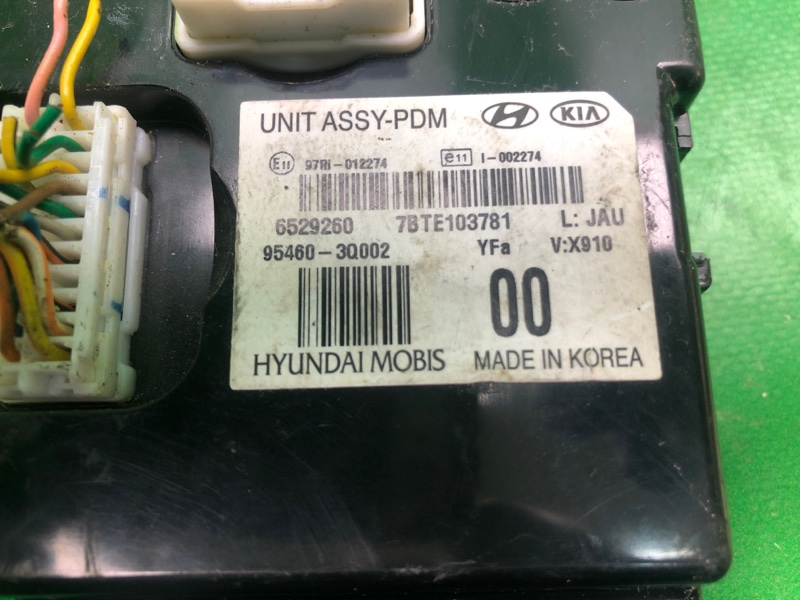 UNIT ASSY-PDM KIA
E11 97RI-012274 e11 I-002274
6529260 7BTE103781 L: JAU
95460-3Q002 YFa V:X910
00
HYUNDAI MOBIS MADE IN KOREA